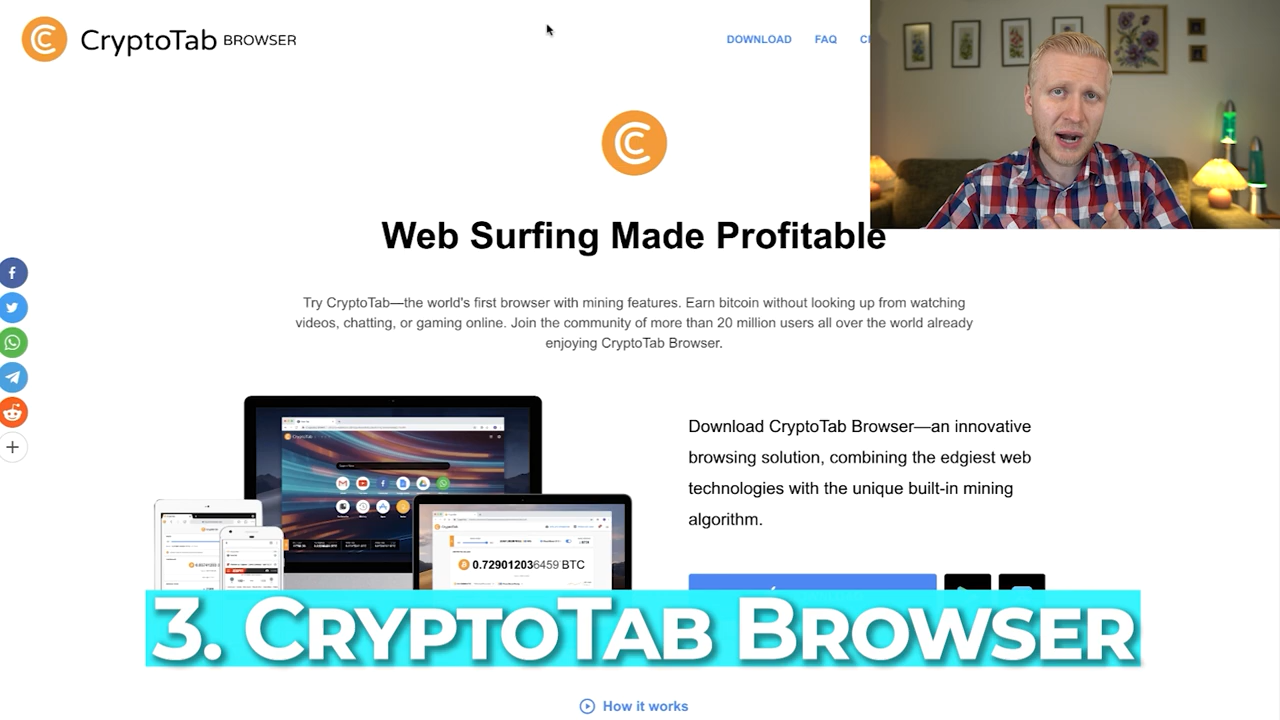 CryptoTab BROWSER
DOWNLOAD FAQ
Web Surfing Made Profitable
Try CryptoTab—the world's first browser with mining features. Earn bitcoin without looking up from watching
videos, chatting, or gaming online. Join the community of more than 20 million users all over the world already
enjoying CryptoTab Browser.
Download CryptoTab Browser—an innovative
browsing solution, combining the edgiest web
technologies with the unique built-in mining
algorithm.
0.729012036459 BTC
3. CRYPTOTAB BROWSER
How it works